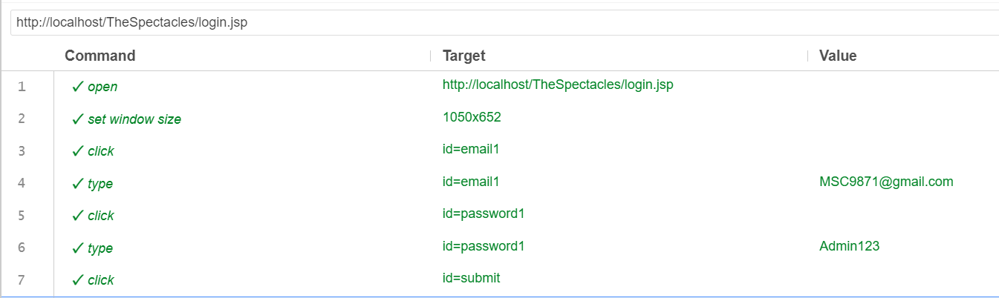 http://localhost/TheSpectacles/login.jsp
Command Target Value
1 ✓ open http://localhost/TheSpectacles/login.jsp
2 ✓ set window size 1050x652
3 ✓ click id=email1
4 ✓ type id=email1 MSC9871@gmail.com
5 ✓ click id=password1
6 ✓ type id=password1 Admin123
7 ✓ click id=submit